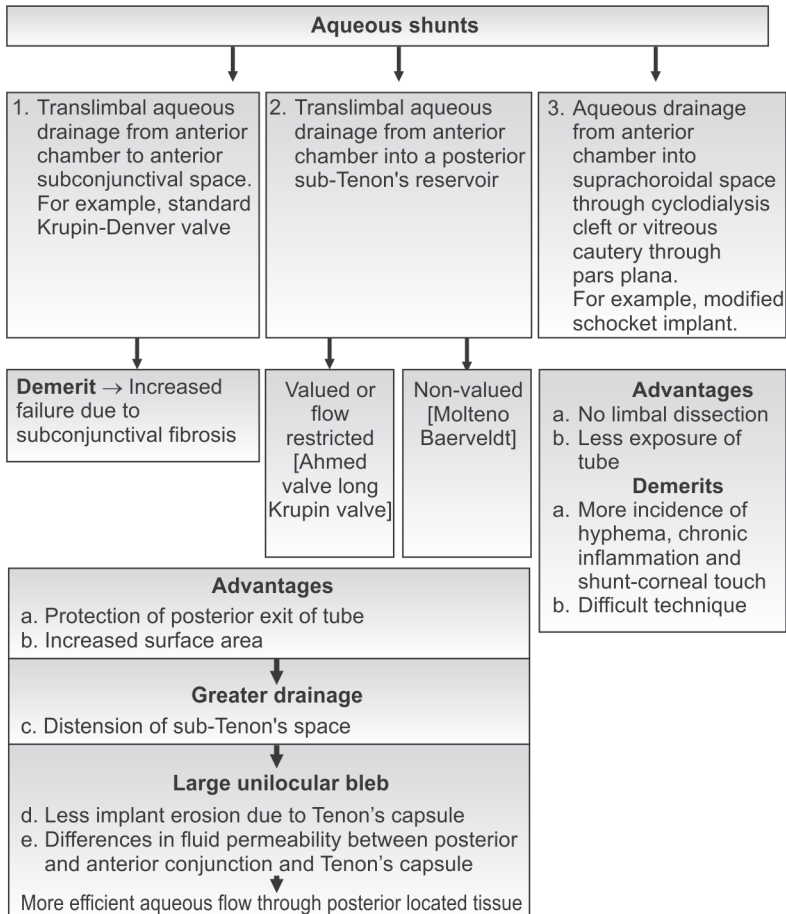 Aqueous shunts
1. Translimbal aqueous
drainage from anterior
chamber to anterior
subconjunctival space.
For example, standard
Krupin-Denver valve
2. Translimbal aqueous
drainage from anterior
chamber into a posterior
sub-Tenon's reservoir
3. Aqueous drainage
from anterior
chamber into
suprachoroidal space
through cyclodialysis
cleft or vitreous
cautery through
pars plana.
For example, modified
schocket implant.
Demerit → Increased
failure due to
subconjunctival fibrosis
Valued or
flow
restricted
[Ahmed
valve long
Krupin valve]
Non-valued
[Molteno
Baerveldt]
Advantages
a. No limbal dissection
b. Less exposure of
tube
Demerits
a. More incidence of
hyphema, chronic
inflammation and
shunt-corneal touch
b. Difficult technique
Advantages
a. Protection of posterior exit of tube
b. Increased surface area
Greater drainage
c. Distension of sub-Tenon's space
Large unilocular bleb
d. Less implant erosion due to Tenon's capsule
e. Differences in fluid permeability between posterior
and anterior conjunction and Tenon's capsule
More efficient aqueous flow through posterior located tissue